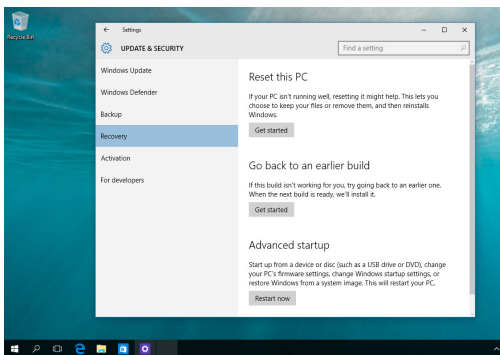 Recycle Bin
Settings
UPDATE & SECURITY
Find a setting
Windows Update
Windows Defender
Backup
Recovery
Activation
For developers
Reset this PC
If your PC isn't running well, resetting it might help. This lets you
choose to keep your files or remove them, and then reinstalls
Windows.
Get started
Go back to an earlier build
If this build isn't working for you, try going back to an earlier one.
When the next build is ready, we'll install it.
Get started
Advanced startup
Start up from a device or disc (such as a USB drive or DVD), change
your PC's firmware settings, change Windows startup settings, or
restore Windows from a system image. This will restart your PC.
Restart now